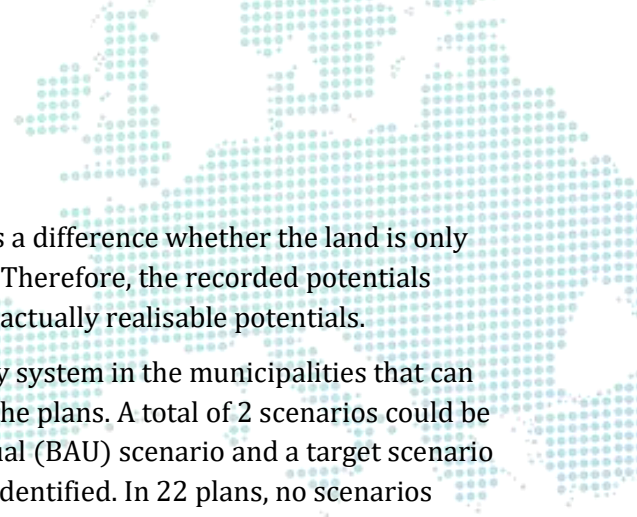 s a difference whether the land is only
Therefore, the recorded potentials
actually realisable potentials.
y system in the municipalities that can
he plans. A total of 2 scenarios could be
ual (BAU) scenario and a target scenario
dentified. In 22 plans, no scenarios